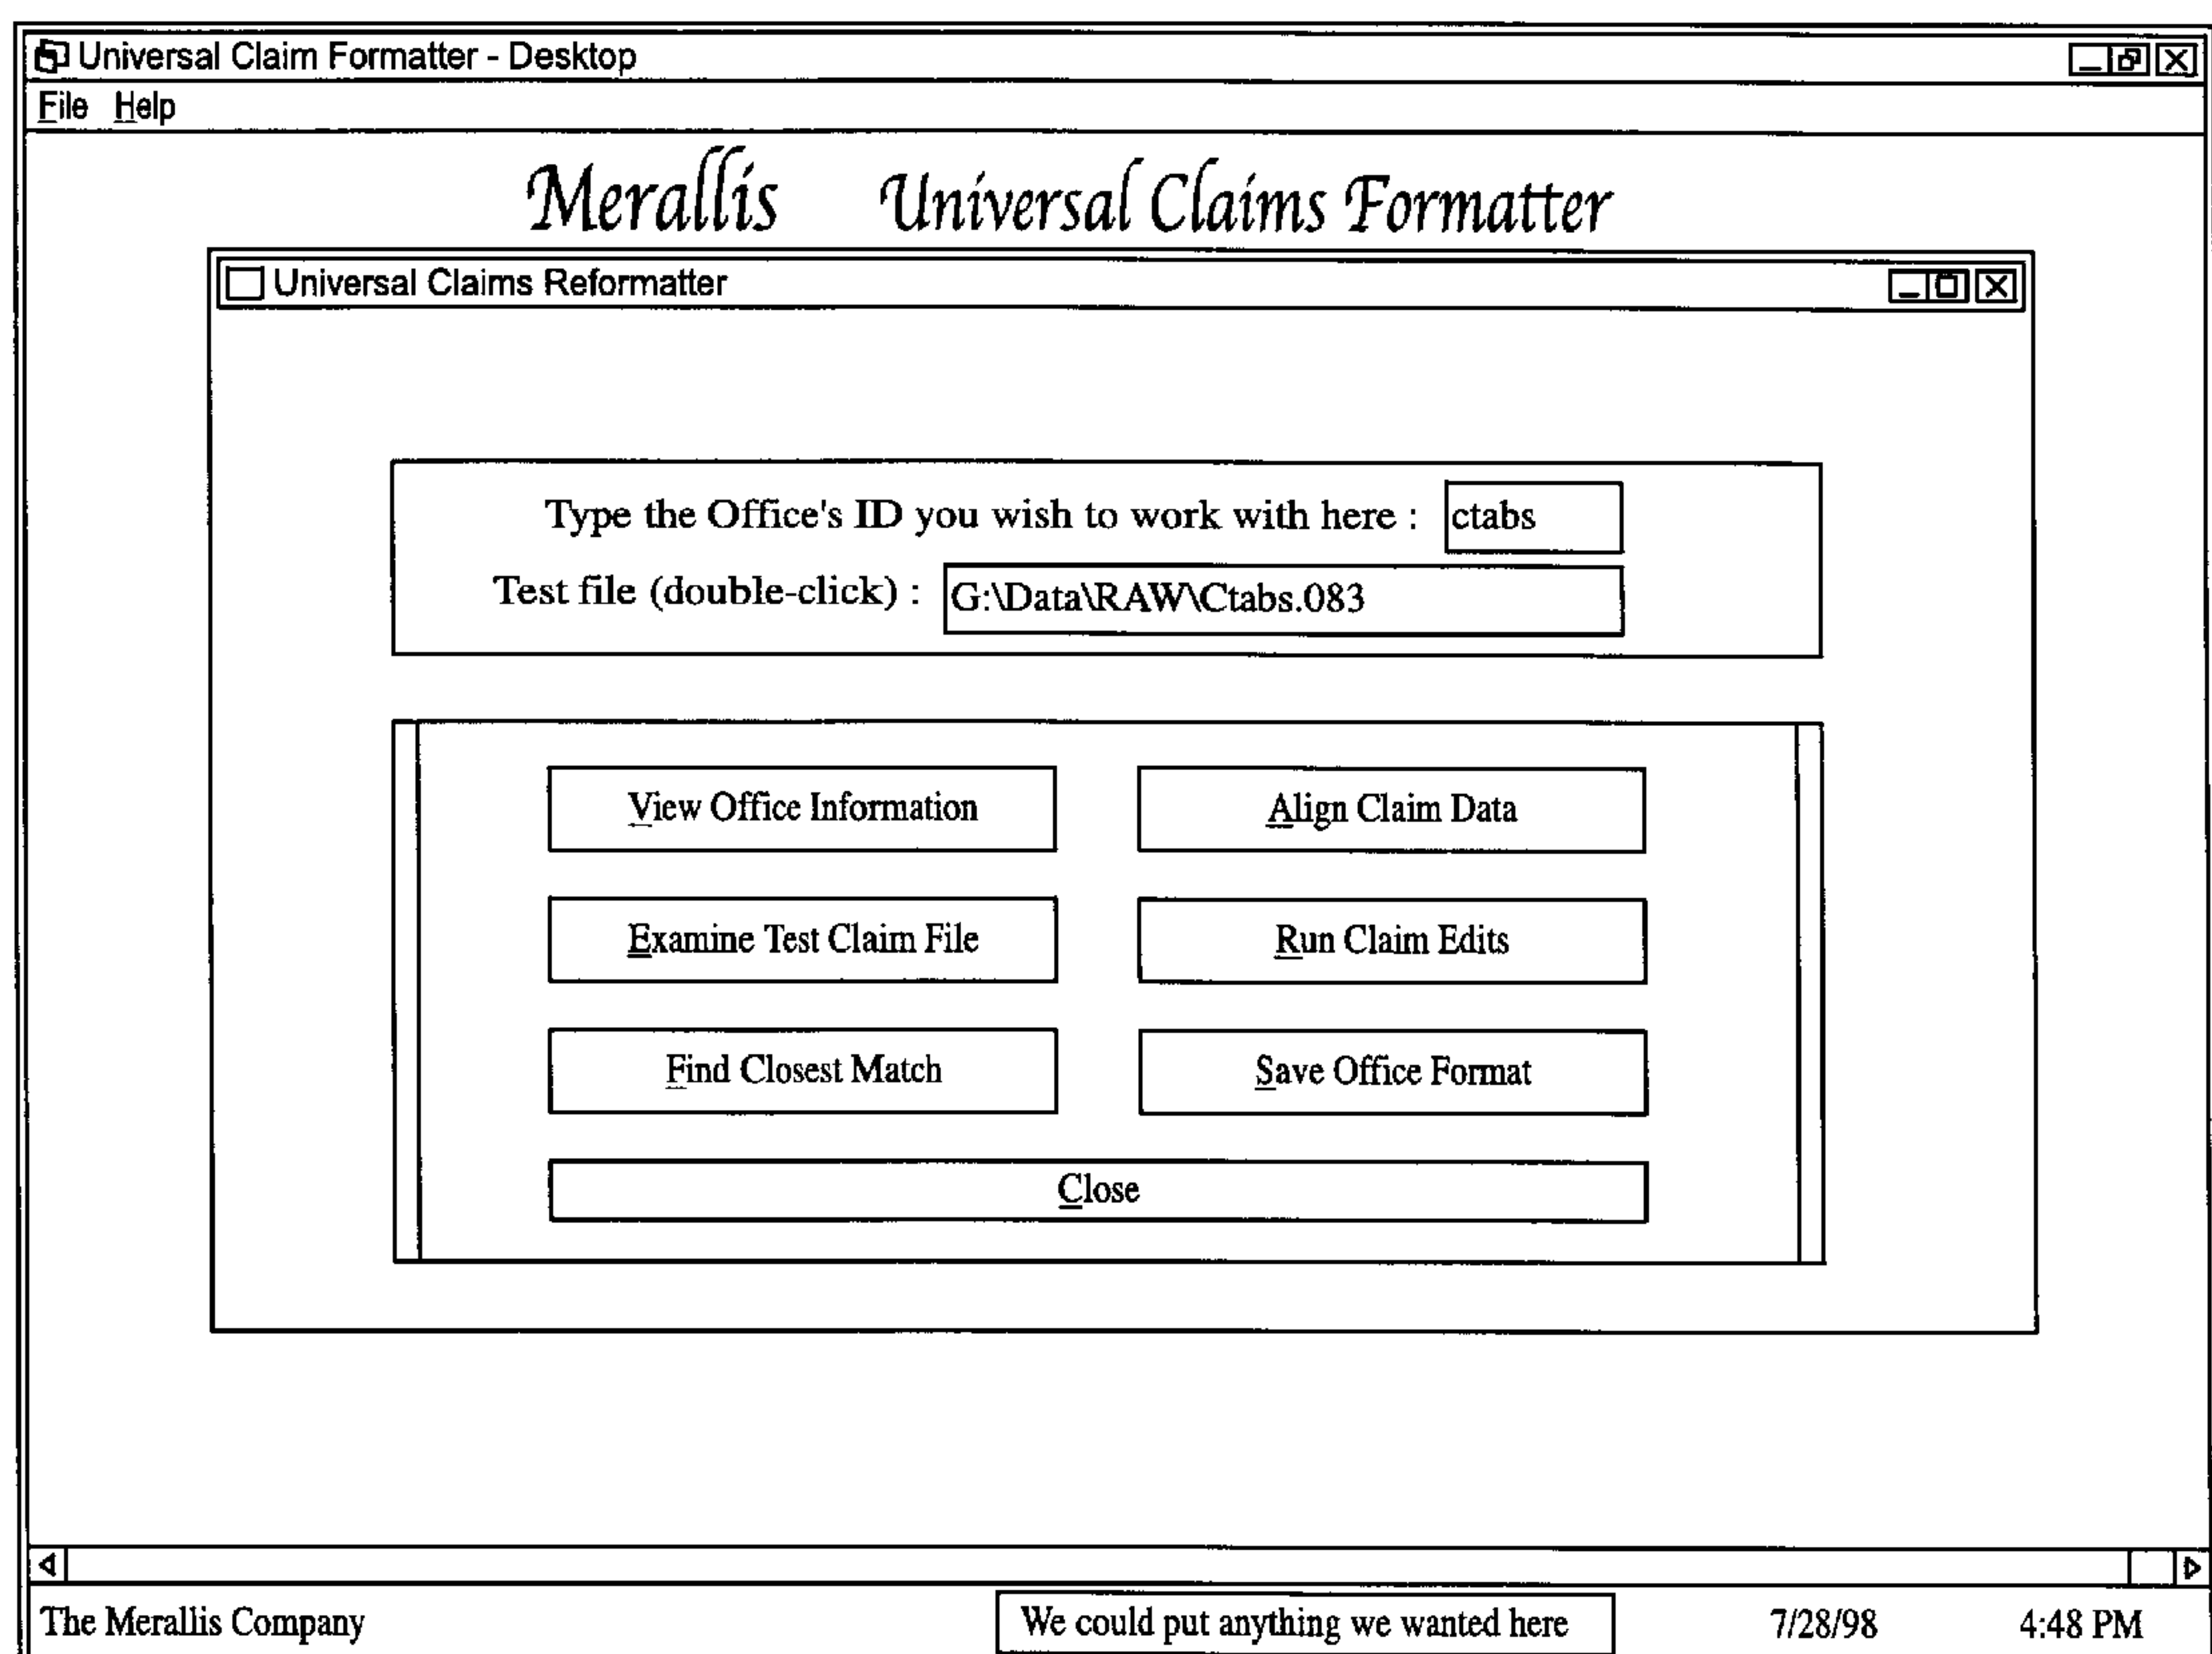 Universal Claim Formatter - Desktop
File Help
Merallis Universal Claims Formatter
Universal Claims Reformatter
Type the Office's ID you wish to work with here : ctabs
Test file (double-click) : G:\Data\RAW\Ctabs.083
View Office Information Align Claim Data
Examine Test Claim File Run Claim Edits
Find Closest Match Save Office Format
Close
The Merallis Company We could put anything we wanted here 7/28/98 4:48 PM